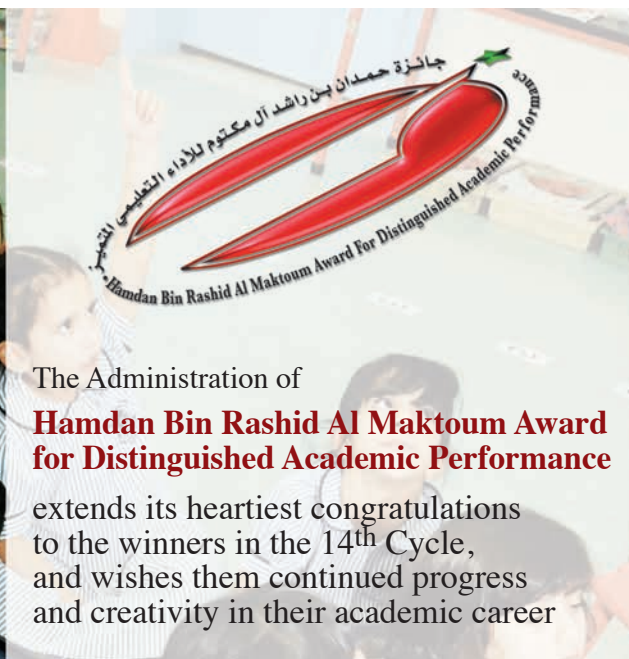 جائزة حمدان بن راشد آل مكتوم للأداء التعليمي المتميز
Hamdan Bin Rashid Al Maktoum Award For Distinguished Academic Performance
The Administration of
Hamdan Bin Rashid Al Maktoum Award
for Distinguished Academic Performance
extends its heartiest congratulations
to the winners in the 14th Cycle,
and wishes them continued progress
and creativity in their academic career